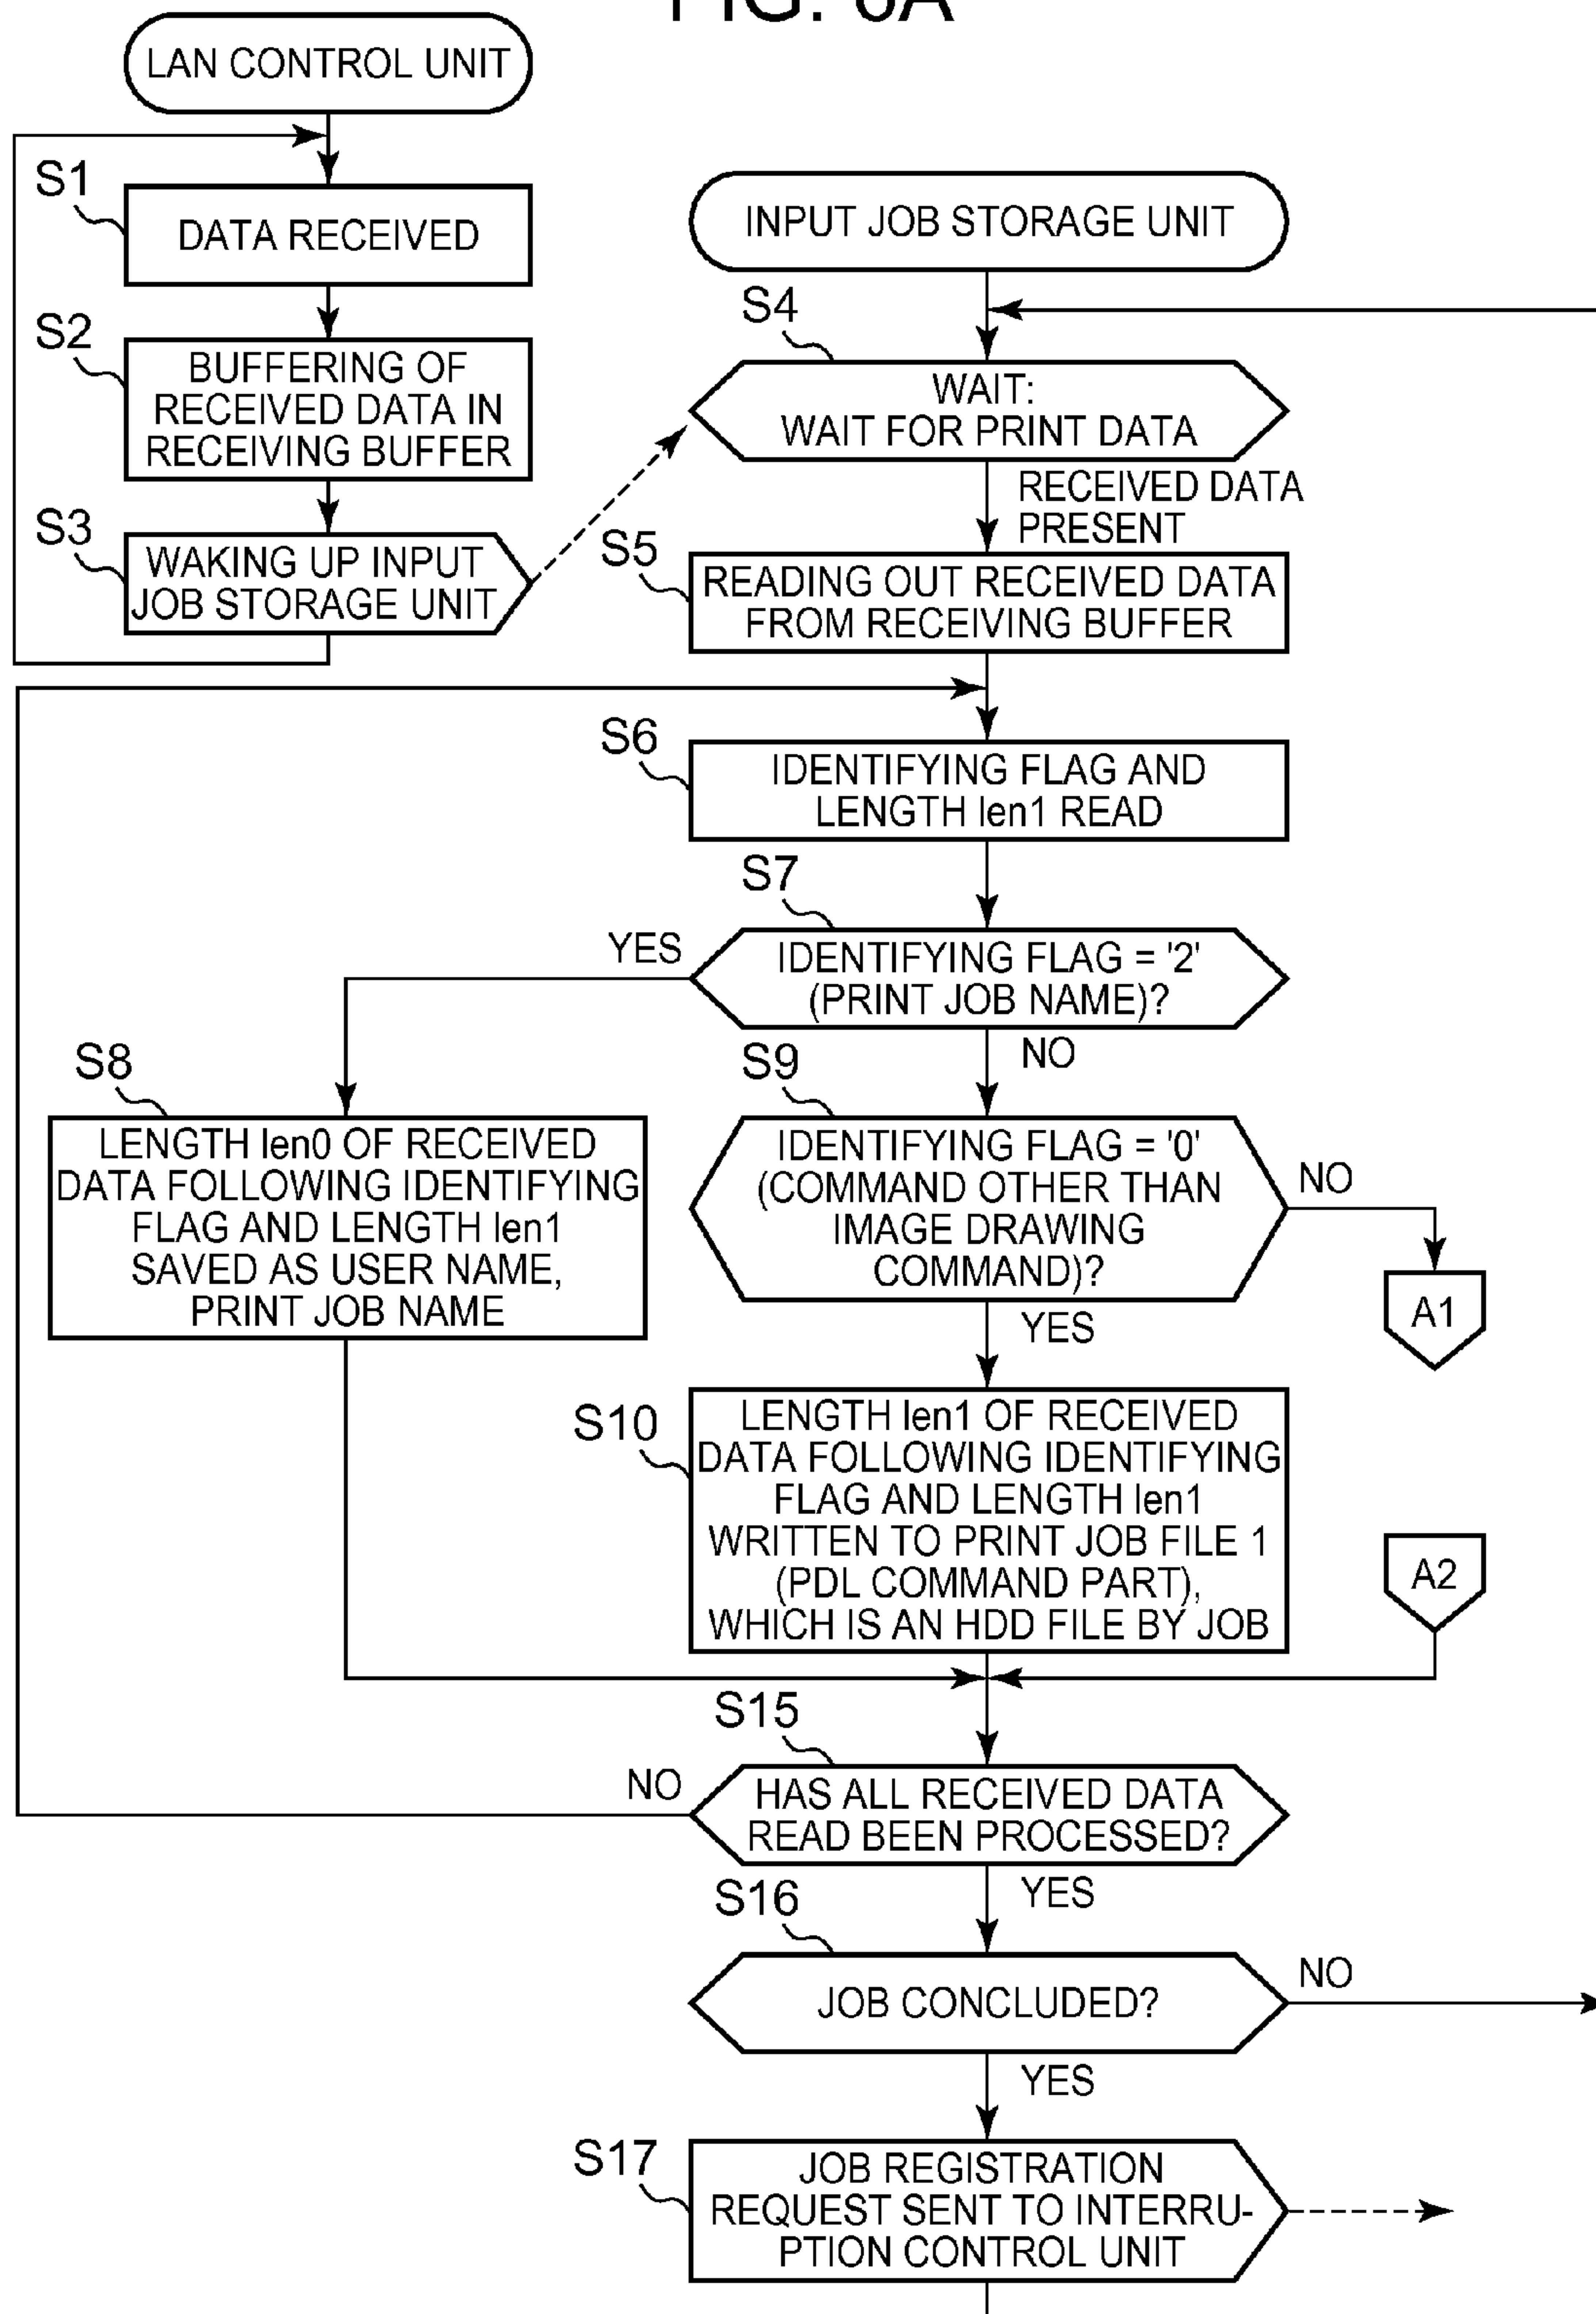 FIG. 6A
LAN CONTROL UNIT
S1
DATA RECEIVED
S2
BUFFERING OF
RECEIVED DATA IN
RECEIVING BUFFER
S3
WAKING UP INPUT
JOB STORAGE UNIT
INPUT JOB STORAGE UNIT
S4
WAIT:
WAIT FOR PRINT DATA
RECEIVED DATA
PRESENT
S5
READING OUT RECEIVED DATA
FROM RECEIVING BUFFER
S6
IDENTIFYING FLAG AND
LENGTH len1 READ
S7
IDENTIFYING FLAG = '2'
(PRINT JOB NAME)?
YES
NO
S8
LENGTH len0 OF RECEIVED
DATA FOLLOWING IDENTIFYING
FLAG AND LENGTH len1
SAVED AS USER NAME,
PRINT JOB NAME
S9
IDENTIFYING FLAG = '0'
(COMMAND OTHER THAN
IMAGE DRAWING
COMMAND)?
NO
A1
YES
S10
LENGTH len1 OF RECEIVED
DATA FOLLOWING IDENTIFYING
FLAG AND LENGTH len1
WRITTEN TO PRINT JOB FILE 1
(PDL COMMAND PART),
WHICH IS AN HDD FILE BY JOB
A2
S15
HAS ALL RECEIVED DATA
READ BEEN PROCESSED?
NO
YES
S16
JOB CONCLUDED?
NO
YES
S17
JOB REGISTRATION
REQUEST SENT TO INTERRU-
PTION CONTROL UNIT